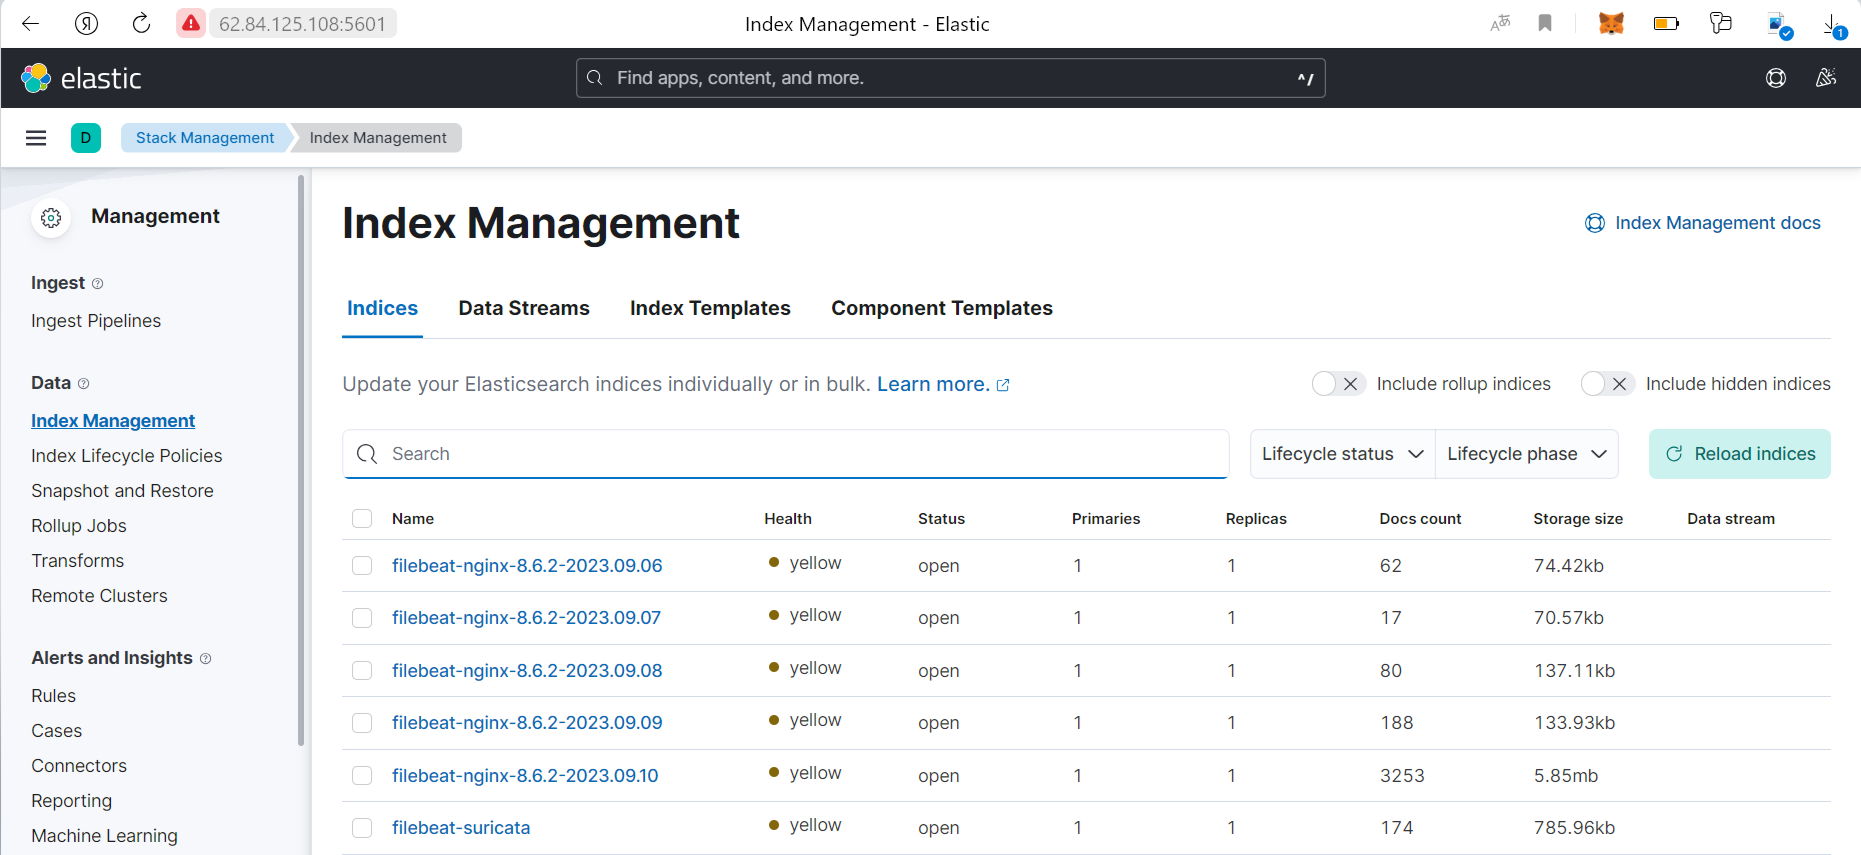 Я 62.84.125.108:5601 Index Management - Elastic 1
elastic Find apps, content, and more. ^/
D Stack Management Index Management
Management
Ingest
Ingest Pipelines
Data
Index Management
Index Lifecycle Policies
Snapshot and Restore
Rollup Jobs
Transforms
Remote Clusters
Alerts and Insights
Rules
Cases
Connectors
Reporting
Machine Learning
Index Management Index Management docs
Indices Data Streams Index Templates Component Templates
Update your Elasticsearch indices individually or in bulk. Learn more. Include rollup indices Include hidden indices
Search Lifecycle status Lifecycle phase Reload indices
Name Health Status Primaries Replicas Docs count Storage size Data stream
filebeat-nginx-8.6.2-2023.09.06 yellow open 1 1 62 74.42kb
filebeat-nginx-8.6.2-2023.09.07 yellow open 1 1 17 70.57kb
filebeat-nginx-8.6.2-2023.09.08 yellow open 1 1 80 137.11kb
filebeat-nginx-8.6.2-2023.09.09 yellow open 1 1 188 133.93kb
filebeat-nginx-8.6.2-2023.09.10 yellow open 1 1 3253 5.85mb
filebeat-suricata yellow open 1 1 174 785.96kb